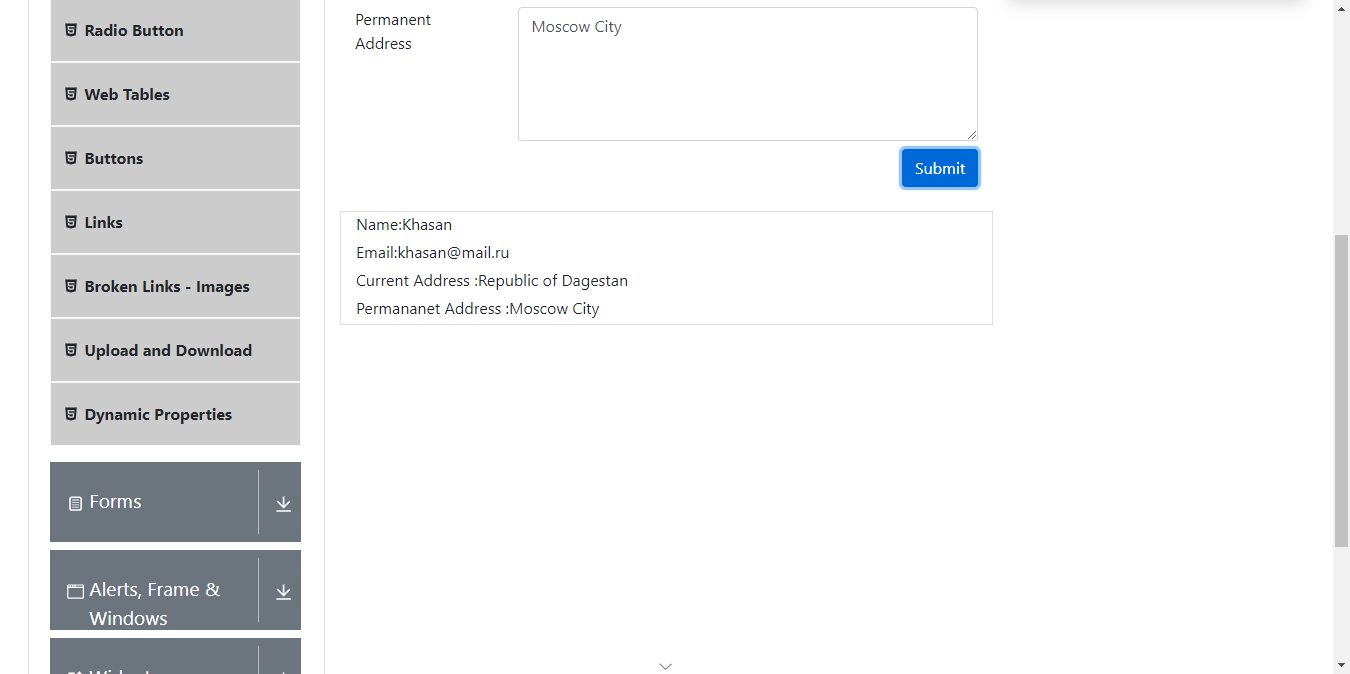 Radio Button
Web Tables
Buttons
Links
Broken Links - Images
Upload and Download
Dynamic Properties
Forms
Alerts, Frame &
Windows
Permanent
Address
Moscow City
Submit
Name:Khasan
Email:khasan@mail.ru
Current Address :Republic of Dagestan
Permananet Address :Moscow City